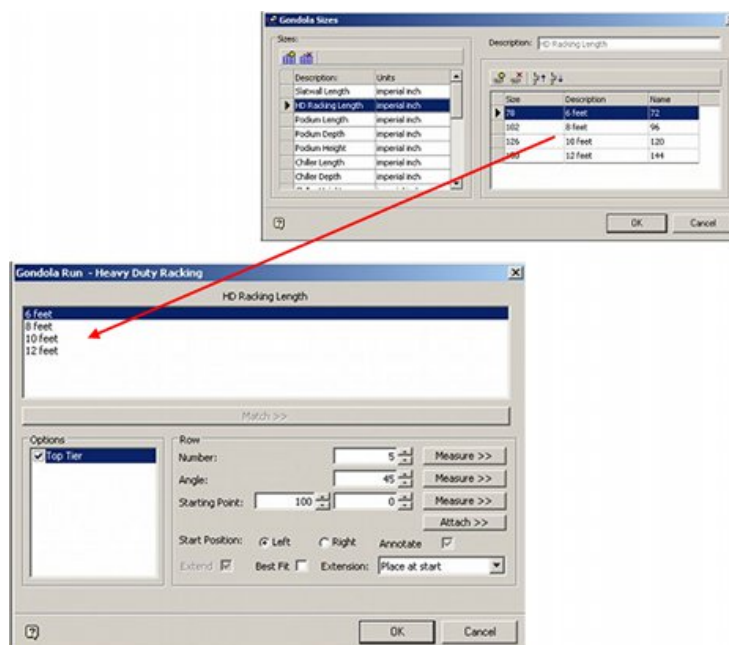 Gondola Sizes
Sizes:
Description: HD Racking Length
Description: Units
Slatwall Length imperial inch
HD Racking Length imperial inch
Podium Length imperial inch
Podium Depth imperial inch
Podium Height imperial inch
Chiller Length imperial inch
Chiller Depth imperial inch
Size Description Name
78 6 feet 72
102 8 feet 96
126 10 feet 120
12 feet 144
OK Cancel
Gondola Run - Heavy Duty Racking
HD Racking Length
6 feet
8 feet
10 feet
12 feet
Match >>
Options
Top Tier
Row
Number: 5 Measure >>
Angle: 45 Measure >>
Starting Point: 100 0 Measure >>
Attach >>
Start Position: Left Right Annotate
Extend Best Fit Extension: Place at start
OK Cancel